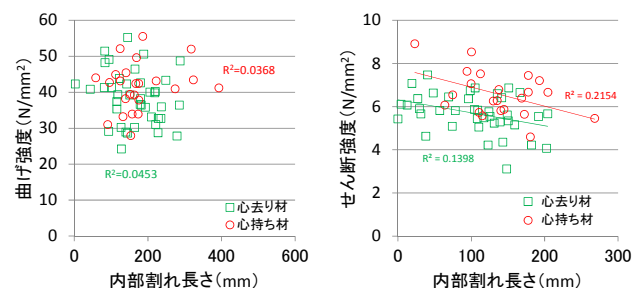 曲げ強度(N/mm²)
60
50
40
30
20
10
0
R²=0.0368
R²=0.0453
心去り材
心持ち材
0 200 400 600
内部割れ長さ(mm)
せん断強度(N/mm²)
10
8
6
4
2
0
R² = 0.2154
R² = 0.1398
心去り材
心持ち材
0 100 200 300
内部割れ長さ(mm)